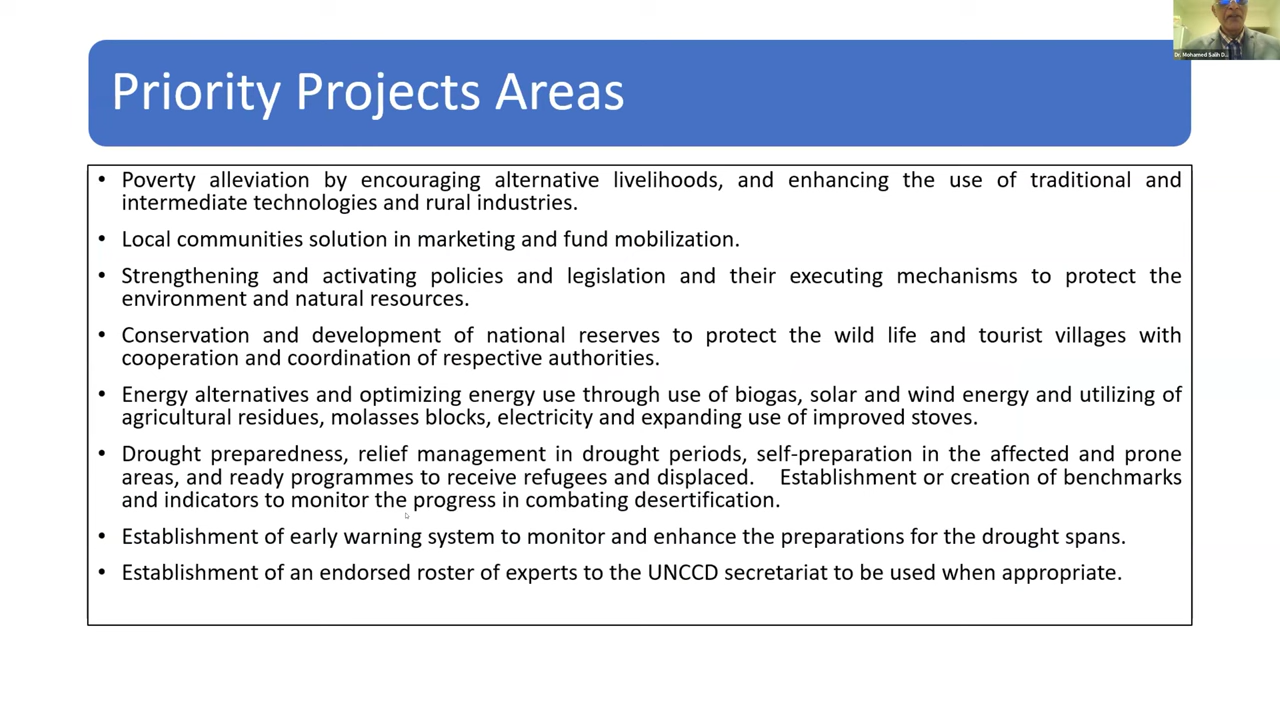 Dr. Mohamed Salih D...
Priority Projects Areas
• Poverty alleviation by encouraging alternative livelihoods, and enhancing the use of traditional and
intermediate technologies and rural industries.
• Local communities solution in marketing and fund mobilization.
• Strengthening and activating policies and legislation and their executing mechanisms to protect the
environment and natural resources.
• Conservation and development of national reserves to protect the wild life and tourist villages with
cooperation and coordination of respective authorities.
• Energy alternatives and optimizing energy use through use of biogas, solar and wind energy and utilizing of
agricultural residues, molasses blocks, electricity and expanding use of improved stoves.
• Drought preparedness, relief management in drought periods, self-preparation in the affected and prone
areas, and ready programmes to receive refugees and displaced. Establishment or creation of benchmarks
and indicators to monitor the progress in combating desertification.
• Establishment of early warning system to monitor and enhance the preparations for the drought spans.
• Establishment of an endorsed roster of experts to the UNCCD secretariat to be used when appropriate.